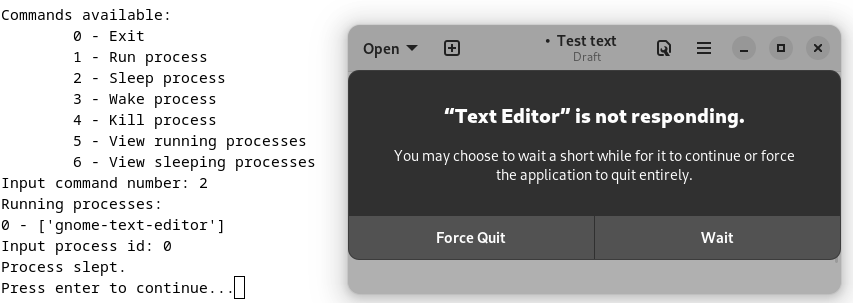 Commands available:
0 - Exit
1 - Run process
2 - Sleep process
3 - Wake process
4 - Kill process
5 - View running processes
6 - View sleeping processes
Input command number: 2
Running processes:
0 - ['gnome-text-editor']
Input process id: 0
Process slept.
Press enter to continue...
Open
• Test text
Draft
“Text Editor” is not responding.
You may choose to wait a short while for it to continue or force
the application to quit entirely.
Force Quit
Wait